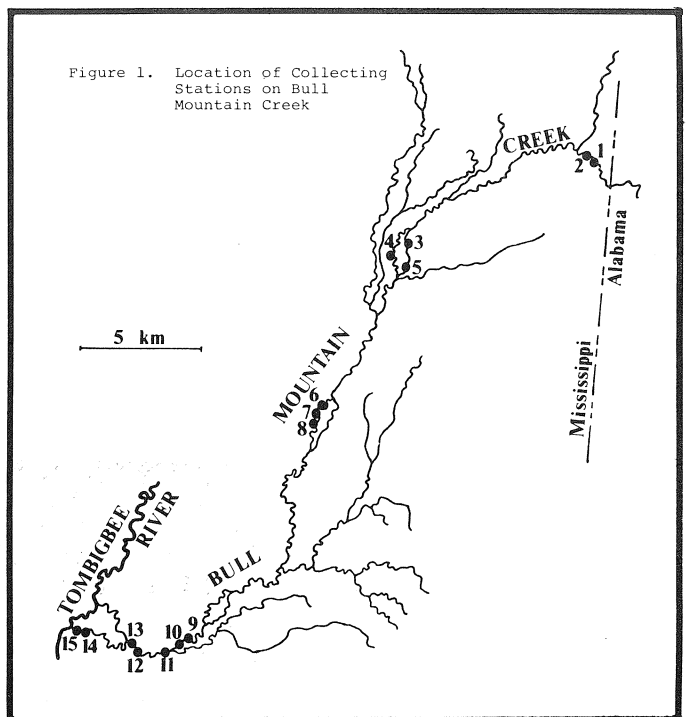 Figure 1. Location of Collecting
Stations on Bull
Mountain Creek
CREEK
1
2
Alabama
4
3
5
5 km
Mississippi
MOUNTAIN
6
7
8
TOMBIGBEE
RIVER
BULL
9
10
11
12
13
14
15